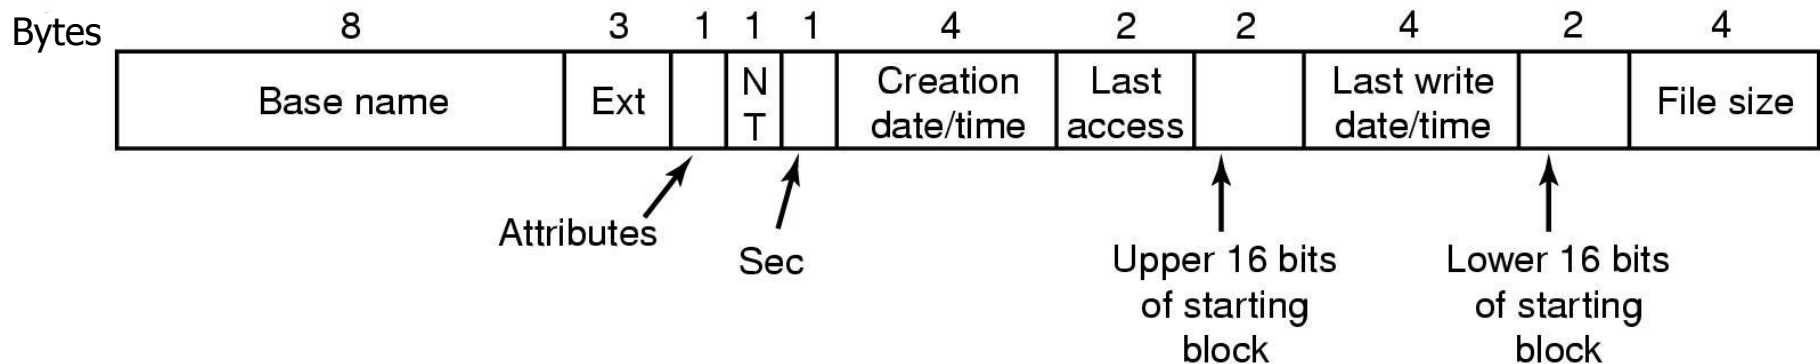 Bytes 8 3 1 1 1 4 2 2 4 2 4
Base name Ext N T Creation date/time Last access Last write date/time File size
Attributes
Sec
Upper 16 bits of starting block
Lower 16 bits of starting block